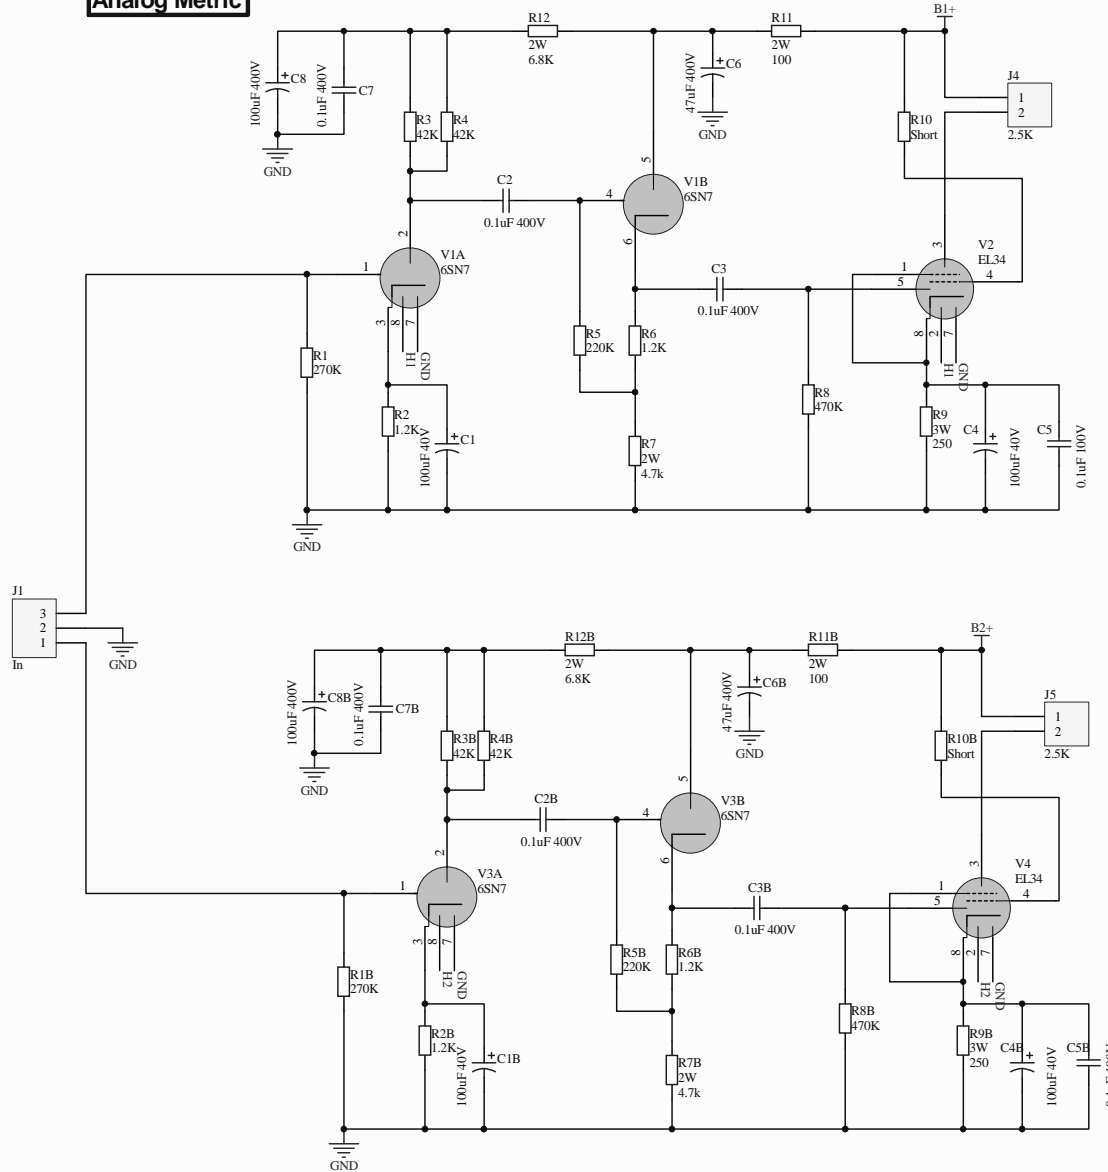 Analog Metric
R12
2W
6.8K
R11
2W
100
B1+
C8
100uF 400V
C7
0.1uF 400V
GND
R3
42K
R4
42K
C6
47uF 400V
GND
R10
Short
J4
1
2
2.5K
C2
0.1uF 400V
5
4
6
V1B
6SN7
2
1
3
8
7
V1A
6SN7
H1
GND
C3
0.1uF 400V
3
V2
EL34
1
5
4
8
2
7
H1
GND
R1
270K
R5
220K
R6
1.2K
R8
470K
R2
1.2K
C1
100uF 40V
R7
2W
4.7k
R9
3W
250
C4
100uF 40V
C5
0.1uF 100V
GND
J1
3
2
1
In
GND
R12B
2W
6.8K
R11B
2W
100
B2+
C8B
100uF 400V
C7B
0.1uF 400V
GND
R3B
42K
R4B
42K
C6B
47uF 400V
GND
R10B
Short
J5
1
2
2.5K
C2B
0.1uF 400V
5
4
6
V3B
6SN7
2
1
3
8
7
V3A
6SN7
H2
GND
C3B
0.1uF 400V
3
V4
EL34
1
5
4
8
2
7
H2
GND
R1B
270K
R5B
220K
R6B
1.2K
R8B
470K
R2B
1.2K
C1B
100uF 40V
R7B
2W
4.7k
R9B
3W
250
C4B
100uF 40V
C5B
GND